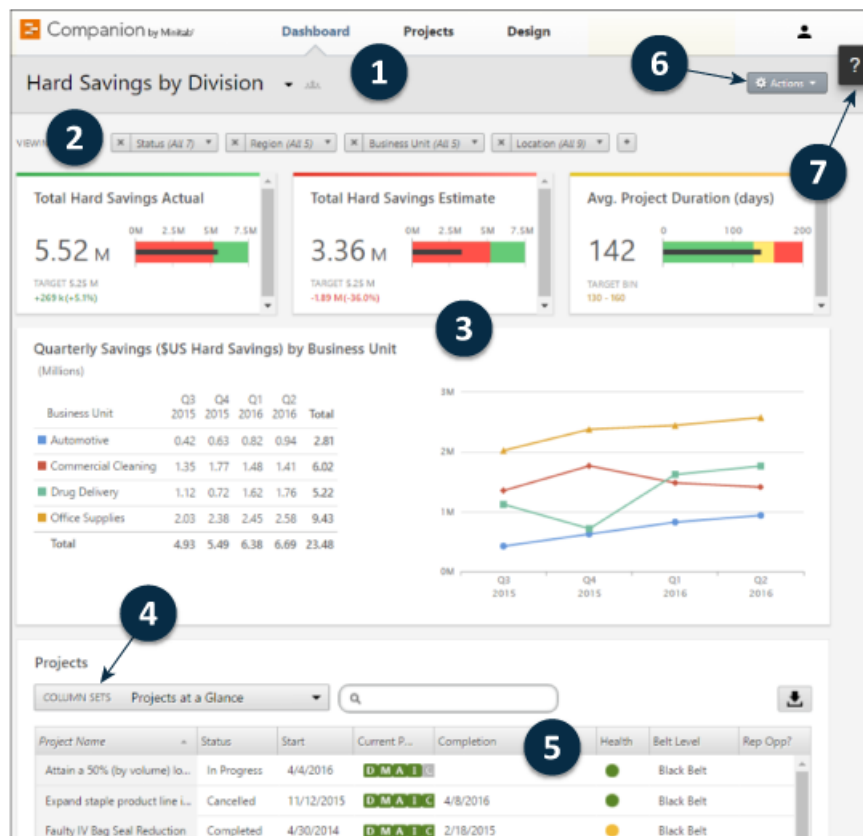 Companion by Minitab
Dashboard Projects Design
Hard Savings by Division
1
6
Actions
?
2
Status (All 7)
Region (All 5)
Business Unit (All 5)
Location (All 9)
+
7
Total Hard Savings Actual
0M 2.5M 5M 7.5M
5.52 M
TARGET 5.25 M
+269 k(+5.1%)
Total Hard Savings Estimate
0M 2.5M 5M 7.5M
3.36 M
TARGET 5.25 M
-1.89 M(-36.0%)
Avg. Project Duration (days)
0 100 200
142
TARGET BIN
130 - 160
3
Quarterly Savings ($US Hard Savings) by Business Unit
(Millions)
Q3 Q4 Q1 Q2
Business Unit 2015 2015 2016 2016 Total
Automotive 0.42 0.63 0.82 0.94 2.81
Commercial Cleaning 1.35 1.77 1.48 1.41 6.02
Drug Delivery 1.12 0.72 1.62 1.76 5.22
Office Supplies 2.03 2.38 2.45 2.58 9.43
Total 4.93 5.49 6.38 6.69 23.48
3M
2M
1M
0M
Q3 Q4 Q1 Q2
2015 2015 2016 2016
4
Projects
COLUMN SETS Projects at a Glance
5
Project Name Status Start Current P... Completion Health Belt Level Rep Opp?
Attain a 50% (by volume) lo... In Progress 4/4/2016 D M A I C Black Belt
Expand staple product line i... Cancelled 11/12/2015 D M A I C 4/8/2016 Black Belt
Faulty IV Bag Seal Reduction Completed 4/30/2014 D M A I C 2/18/2015 Black Belt